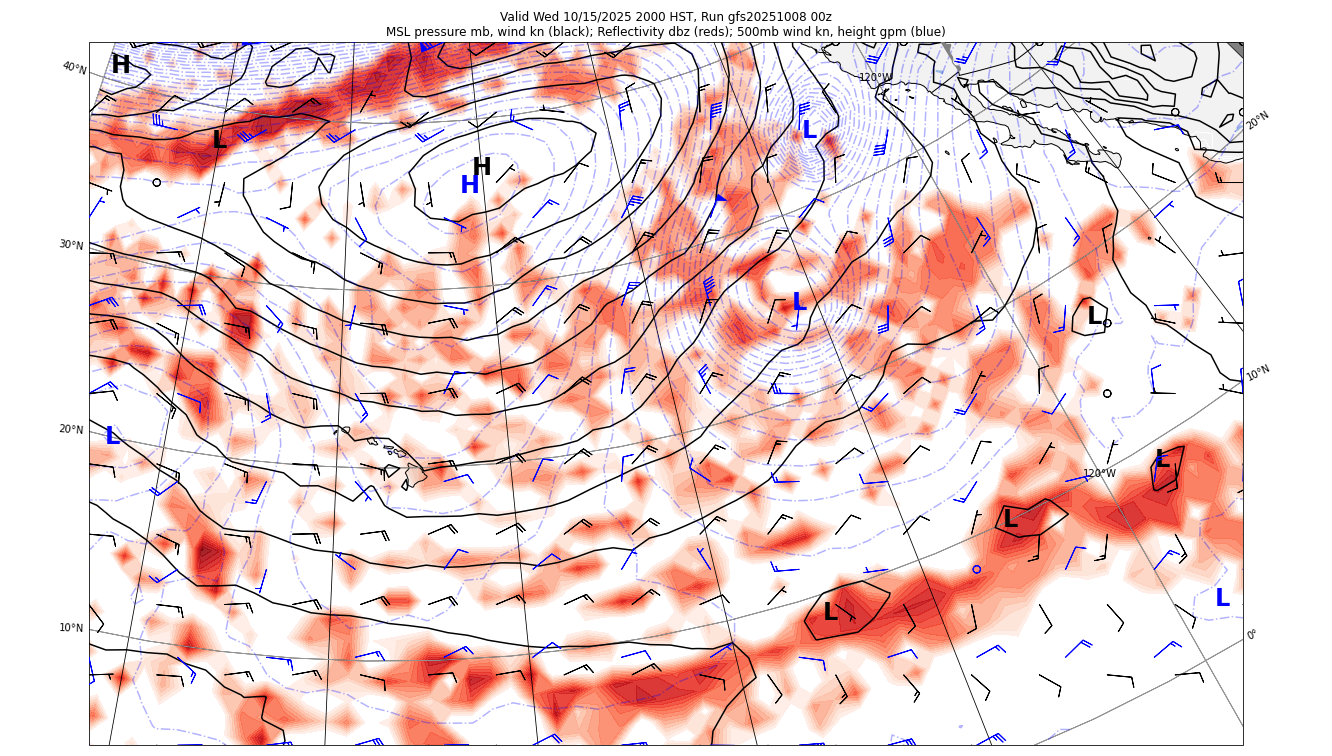 Valid Wed 10/15/2025 2000 HST, Run gfs20251008 00z
MSL pressure mb, wind kn (black); Reflectivity dbz (reds); 500mb wind kn, height gpm (blue)
40°N
H
120°W
20°N
L
L
H
H
30°N
L
L
10°N
20°N
L
L
120°W
L
L
L
10°N
0°